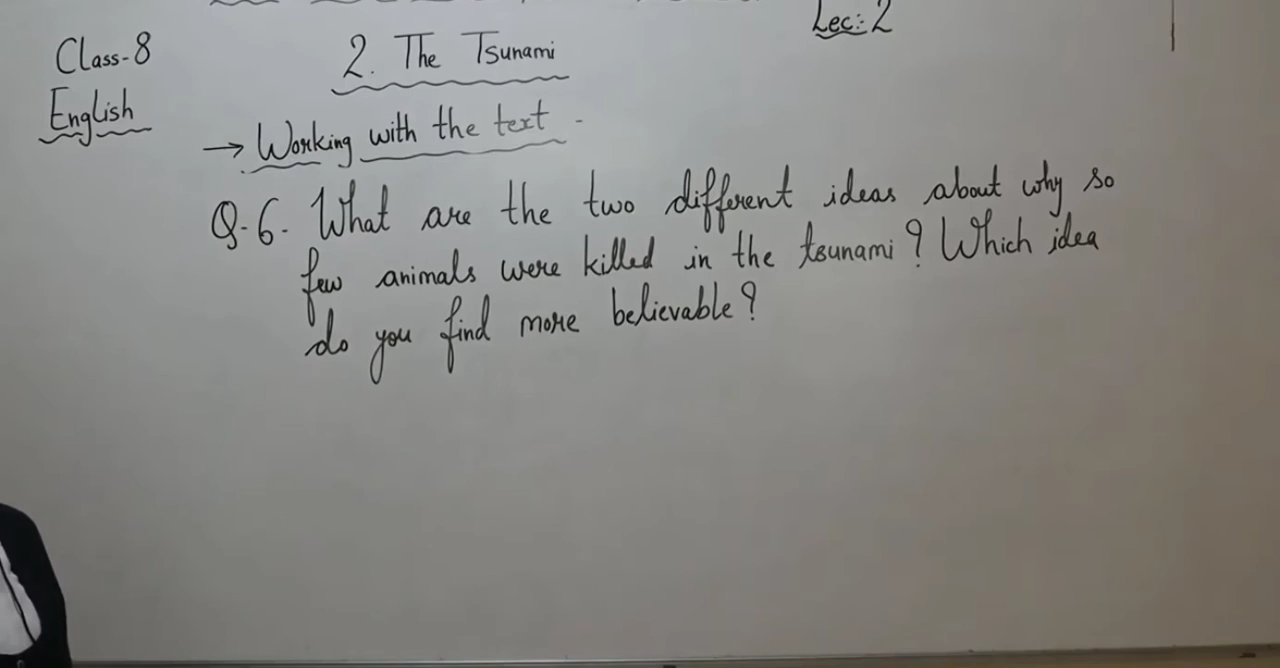 Lec: 2
Class-8
2. The Tsunami
English
→ Working with the text -
Q-6. What are the two different ideas about why so
few animals were killed in the tsunami? Which idea
do you find more believable?